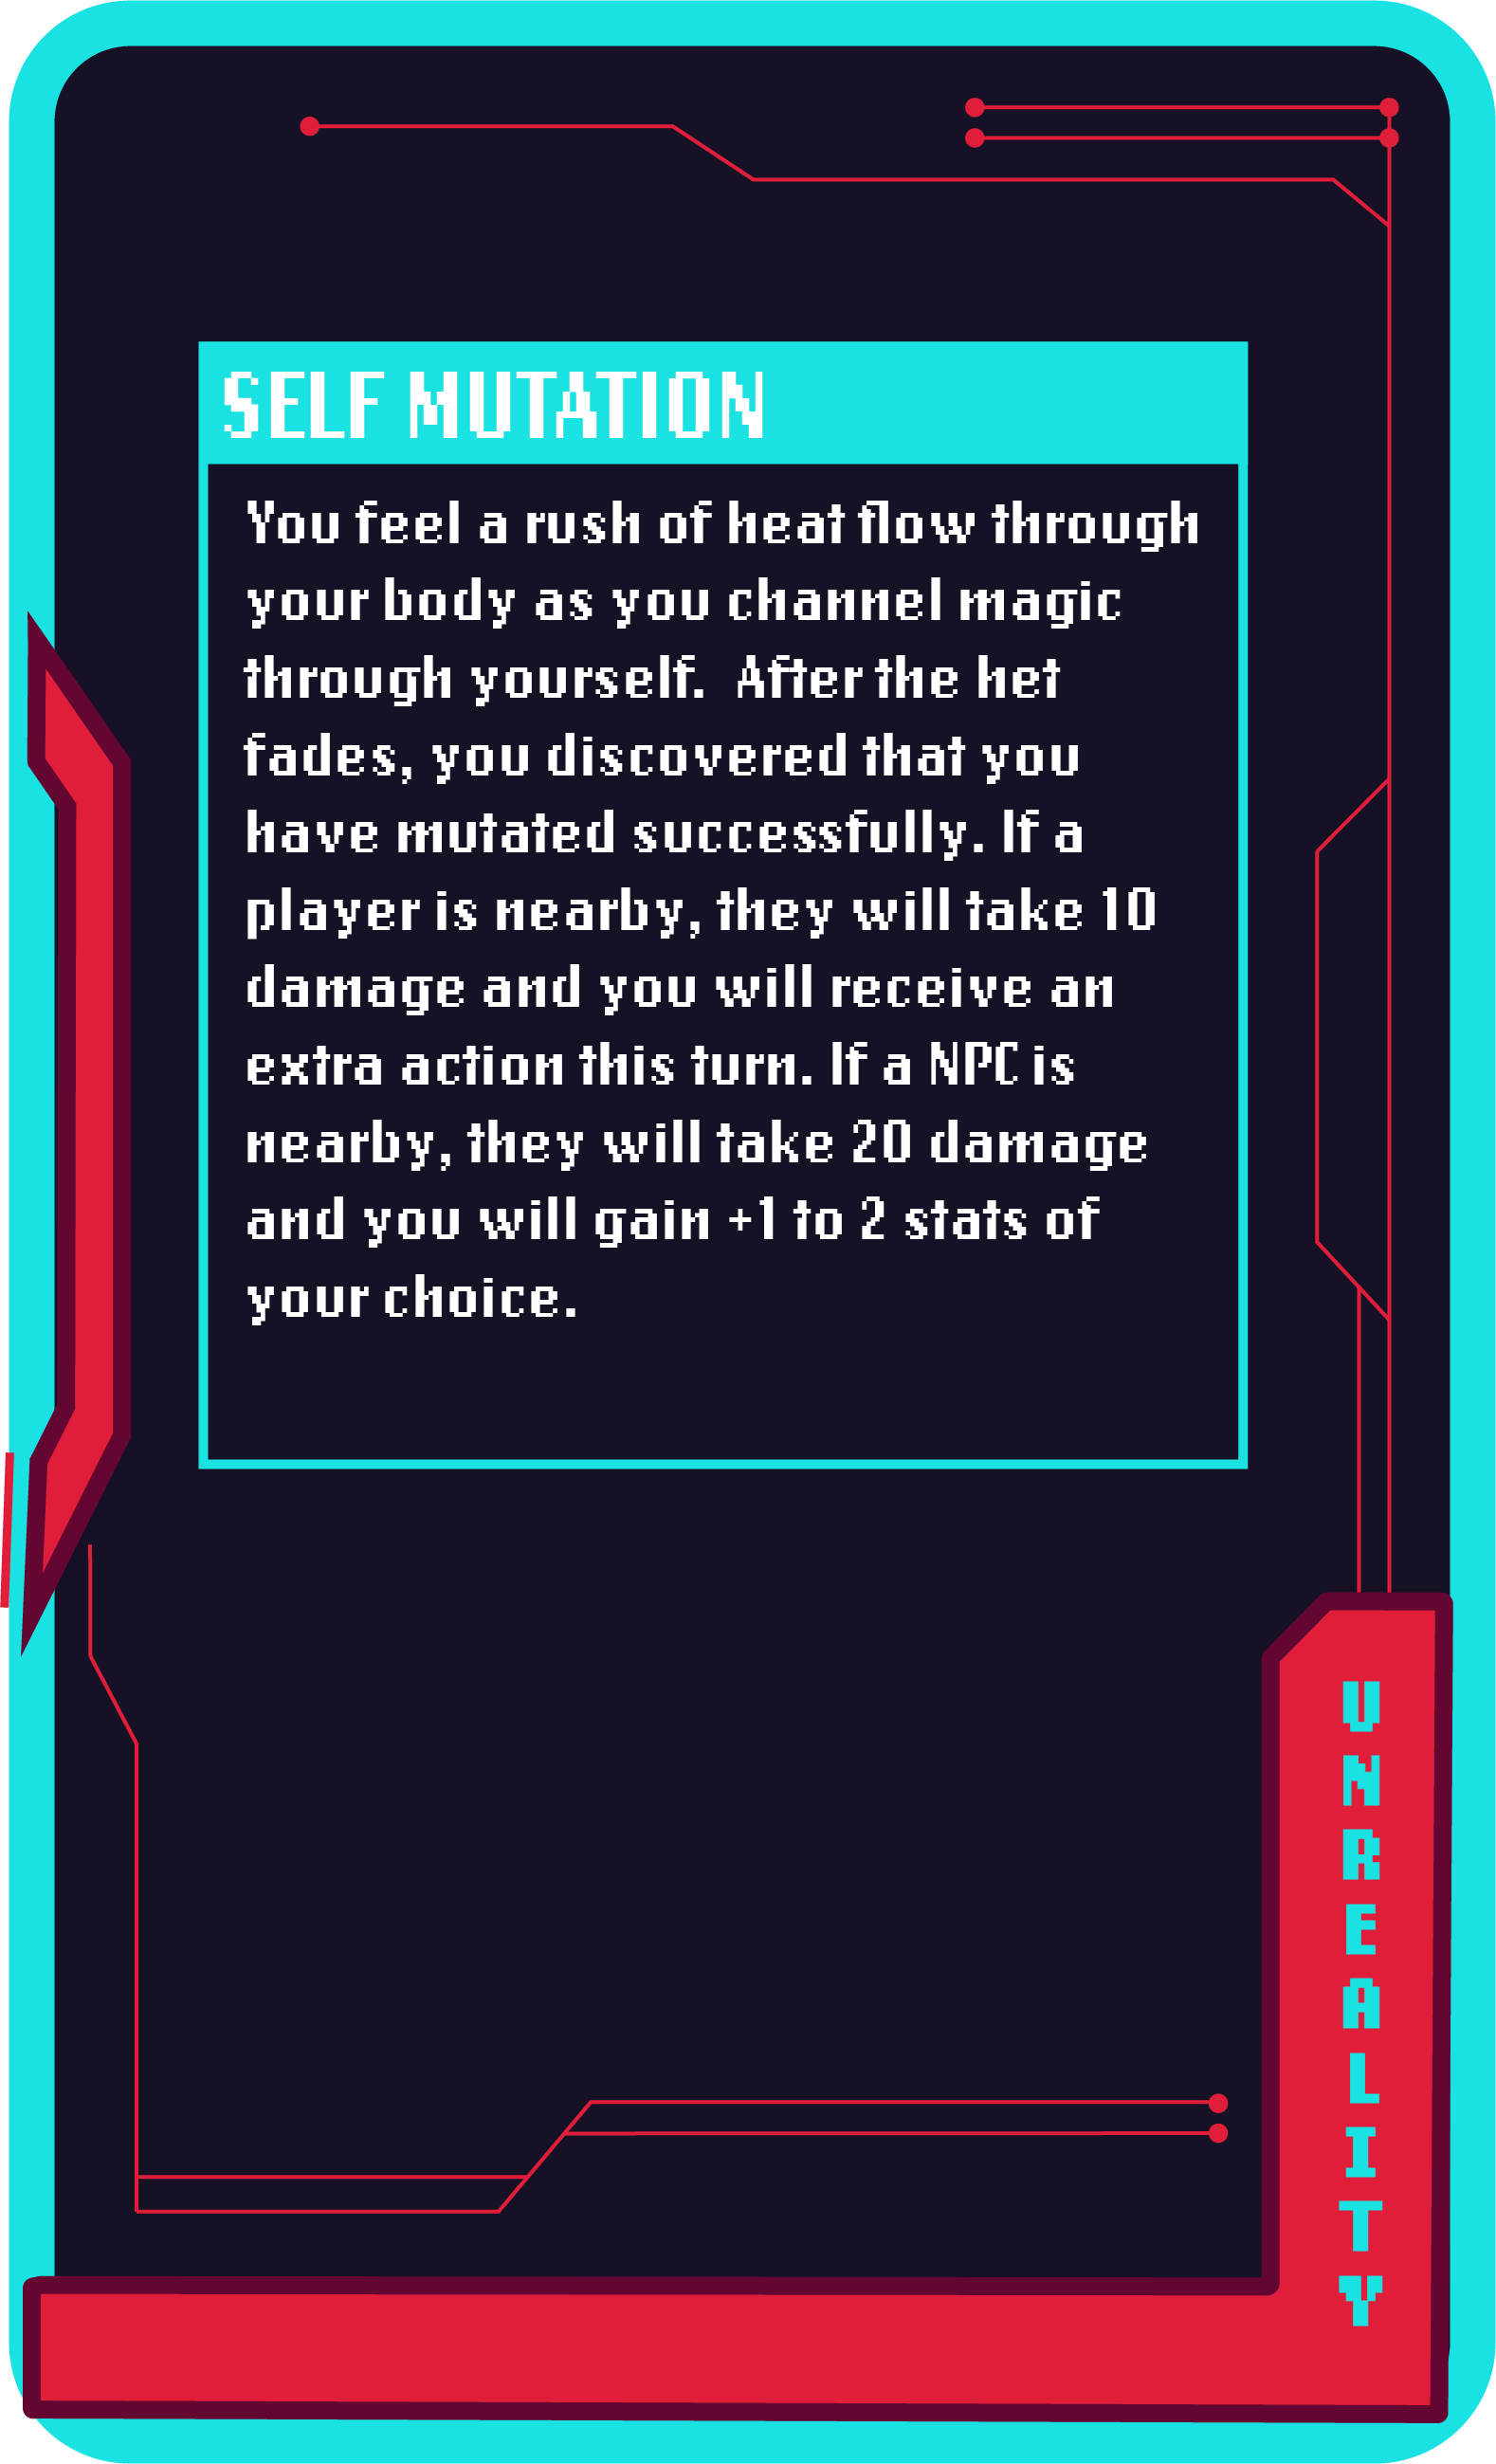 SELF MUTATION
You feel a rush of heat flow through
your body as you channel magic
through yourself.  After the het
fades, you discovered that you
have mutated successfully. If a
player is nearby, they will take 10
damage and you will receive an
extra action this turn. If a NPC is
nearby, they will take 20 damage
and you will gain +1 to 2 stats of
your choice.
UNREALITY